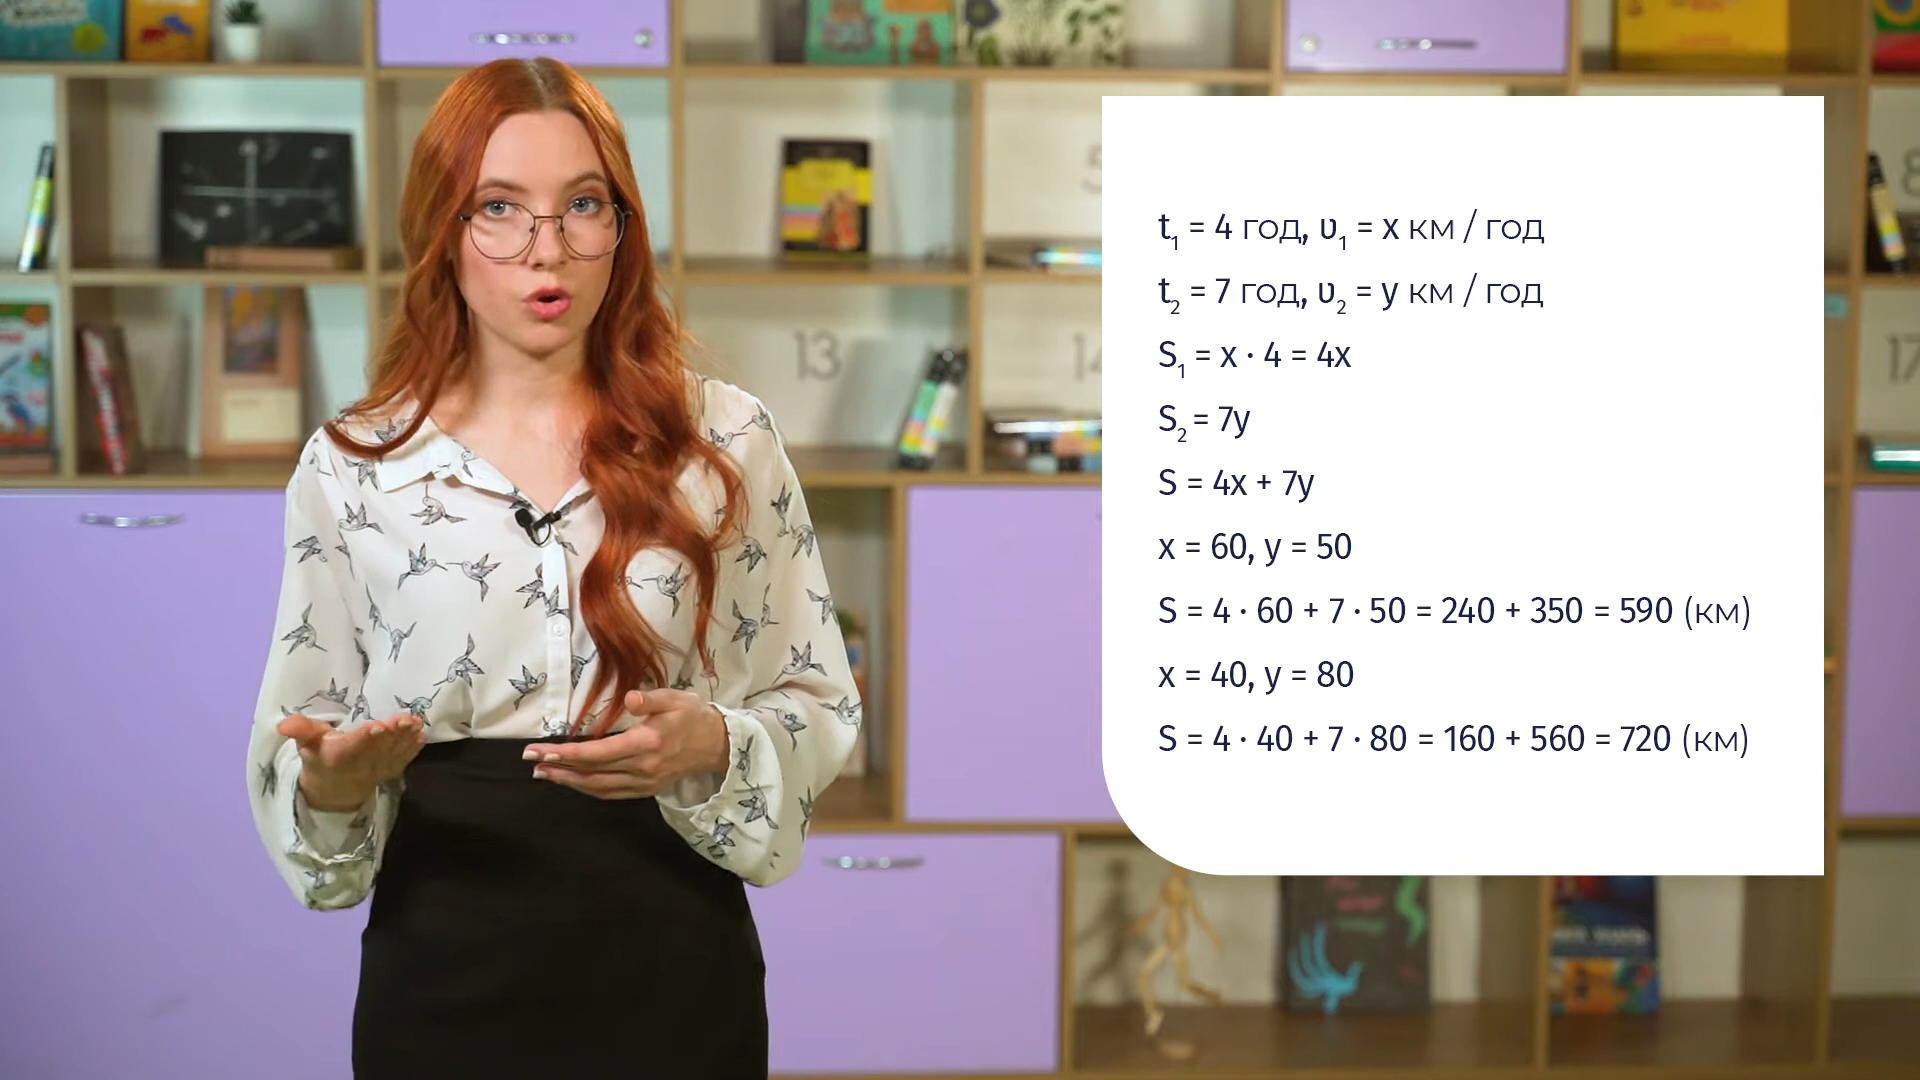 t₁ = 4 год, υ₁ = x км / год
t₂ = 7 год, υ₂ = y км / год
S₁ = x · 4 = 4x
S₂ = 7y
S = 4x + 7y
x = 60, y = 50
S = 4 · 60 + 7 · 50 = 240 + 350 = 590 (км)
x = 40, y = 80
S = 4 · 40 + 7 · 80 = 160 + 560 = 720 (км)
13
17